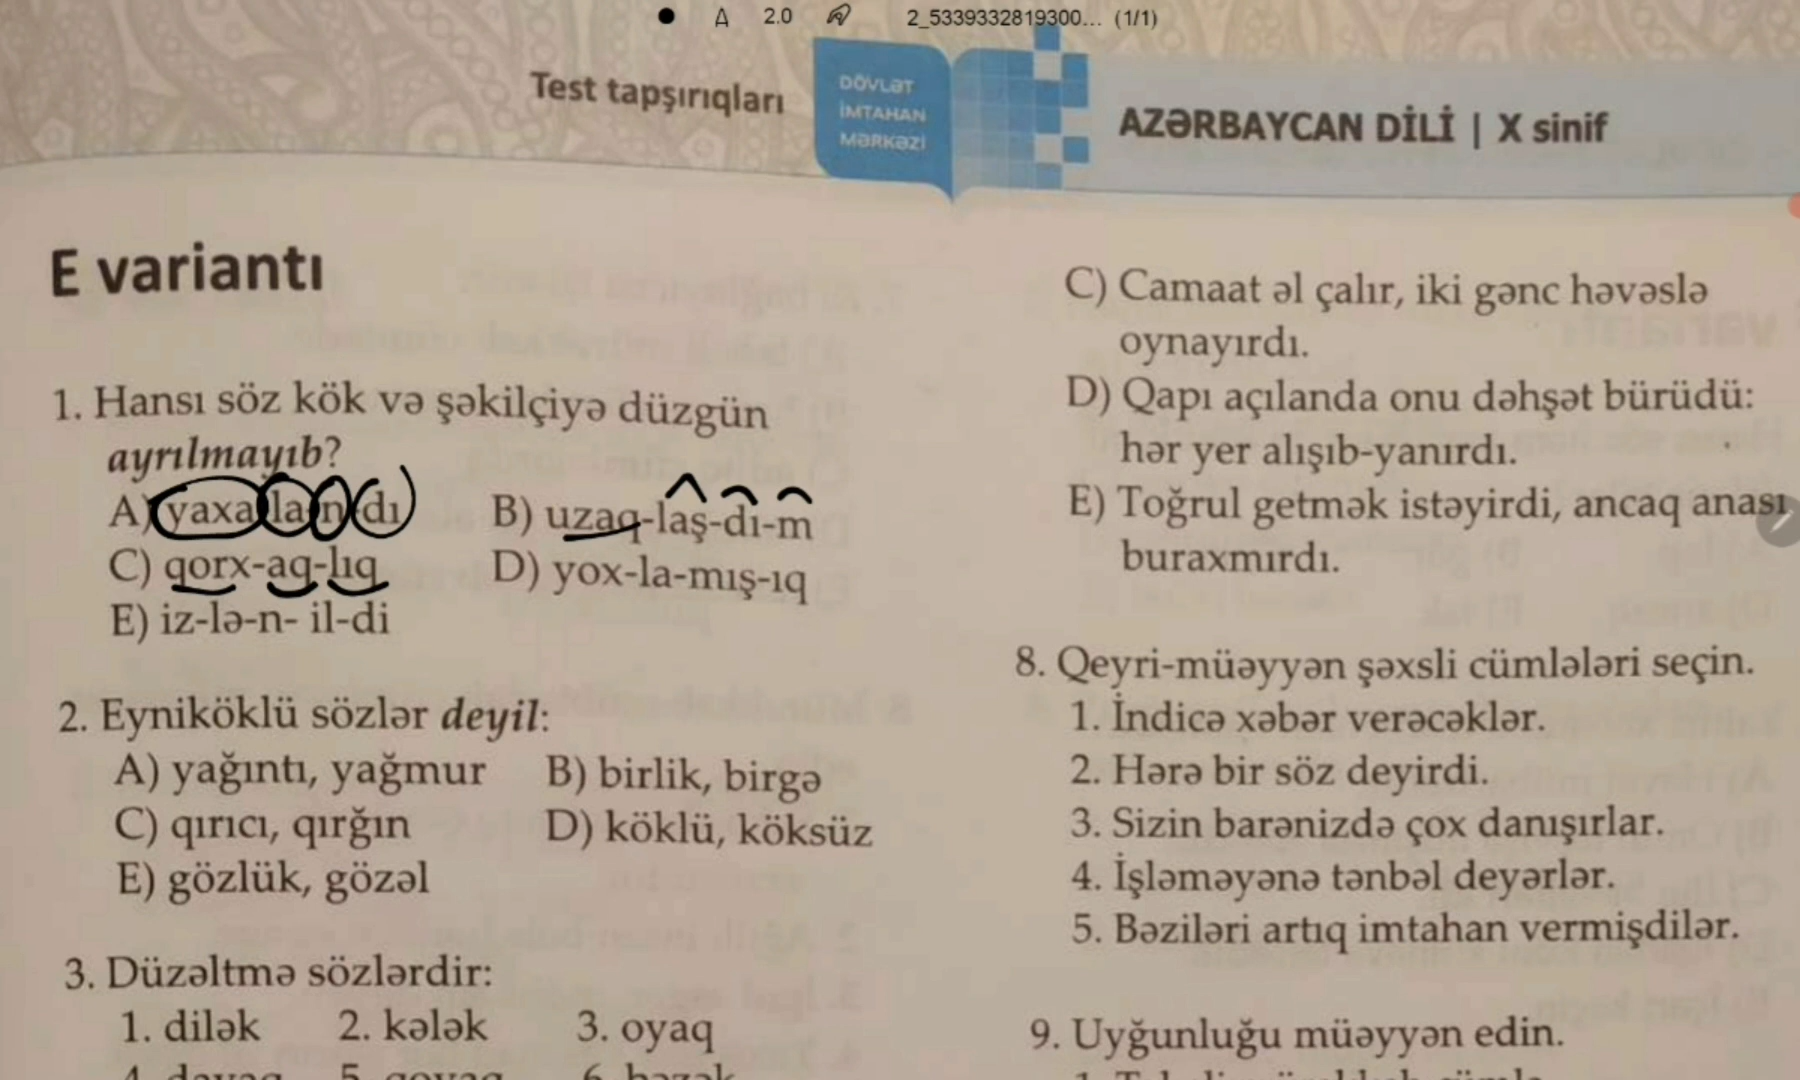 2.0 2_5339332819300... (1/1)
Test tapşırıqları
DÖVLƏT
İMTAHAN
MƏRKƏZİ
AZƏRBAYCAN DİLİ | X sinif
E variantı
1. Hansı söz kök və şəkilçiyə düzgün
ayrılmayıb?
A) yaxa-la-n-dı B) uzaq-laş-dı-m
C) qorx-aq-lıq D) yox-la-mış-ıq
E) iz-lə-n- il-di
2. Eyniköklü sözlər deyil:
A) yağıntı, yağmur B) birlik, birgə
C) qırıcı, qırğın D) köklü, köksüz
E) gözlük, gözəl
3. Düzəltmə sözlərdir:
1. dilək 2. kələk 3. oyaq
C) Camaat əl çalır, iki gənc həvəslə
oynayırdı.
D) Qapı açılanda onu dəhşət bürüdü:
hər yer alışıb-yanırdı.
E) Toğrul getmək istəyirdi, ancaq anası
buraxmırdı.
8. Qeyri-müəyyən şəxsli cümlələri seçin.
1. İndicə xəbər verəcəklər.
2. Hərə bir söz deyirdi.
3. Sizin barənizdə çox danışırlar.
4. İşləməyənə tənbəl deyərlər.
5. Bəziləri artıq imtahan vermişdilər.
9. Uyğunluğu müəyyən edin.